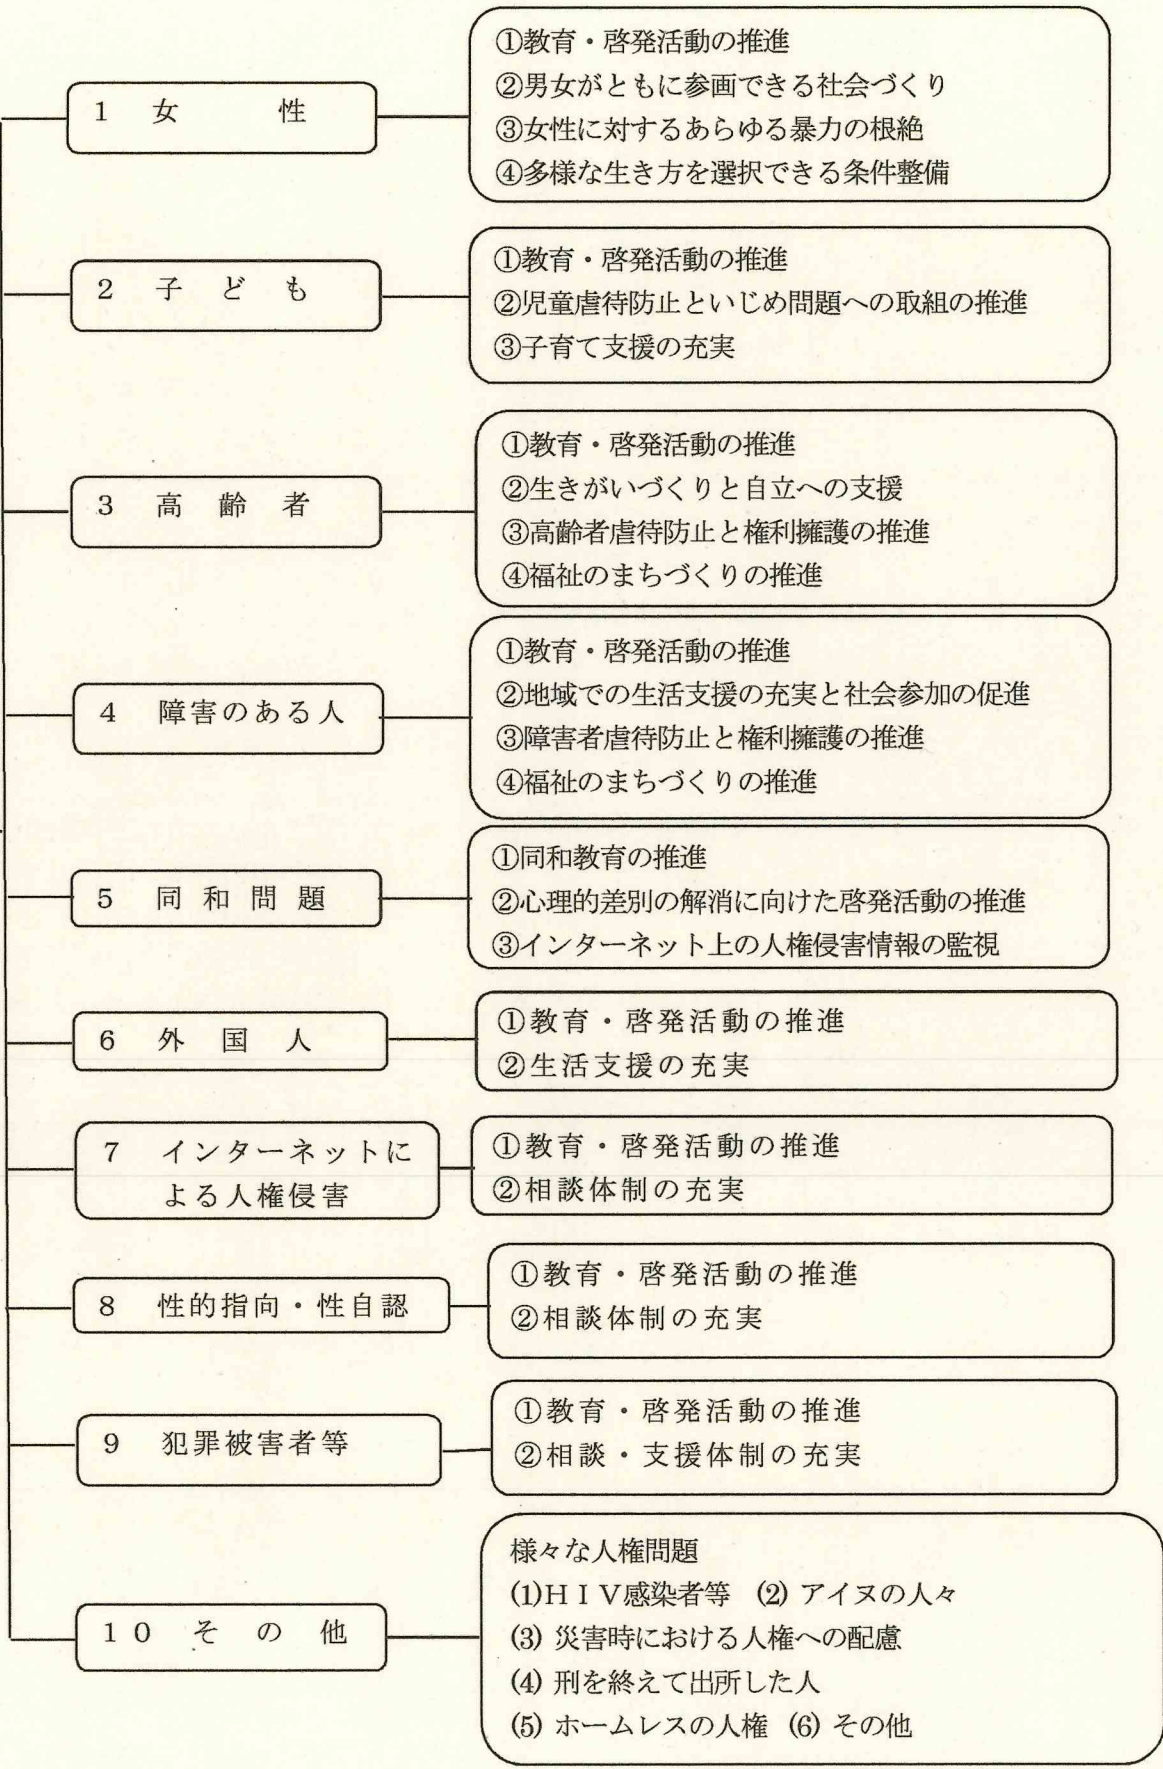 1 女性
①教育・啓発活動の推進
②男女がともに参画できる社会づくり
③女性に対するあらゆる暴力の根絶
④多様な生き方を選択できる条件整備
2 子ども
①教育・啓発活動の推進
②児童虐待防止といじめ問題への取組の推進
③子育て支援の充実
3 高齢者
①教育・啓発活動の推進
②生きがいづくりと自立への支援
③高齢者虐待防止と権利擁護の推進
④福祉のまちづくりの推進
4 障害のある人
①教育・啓発活動の推進
②地域での生活支援の充実と社会参加の促進
③障害者虐待防止と権利擁護の推進
④福祉のまちづくりの推進
5 同和問題
①同和教育の推進
②心理的差別の解消に向けた啓発活動の推進
③インターネット上の人権侵害情報の監視
6 外国人
①教育・啓発活動の推進
②生活支援の充実
7 インターネットに
よる人権侵害
①教育・啓発活動の推進
②相談体制の充実
8 性的指向・性自認
①教育・啓発活動の推進
②相談体制の充実
9 犯罪被害者等
①教育・啓発活動の推進
②相談・支援体制の充実
10 その他
様々な人権問題
(1)HIV感染者等 (2) アイヌの人々
(3) 災害時における人権への配慮
(4) 刑を終えて出所した人
(5) ホームレスの人権 (6) その他